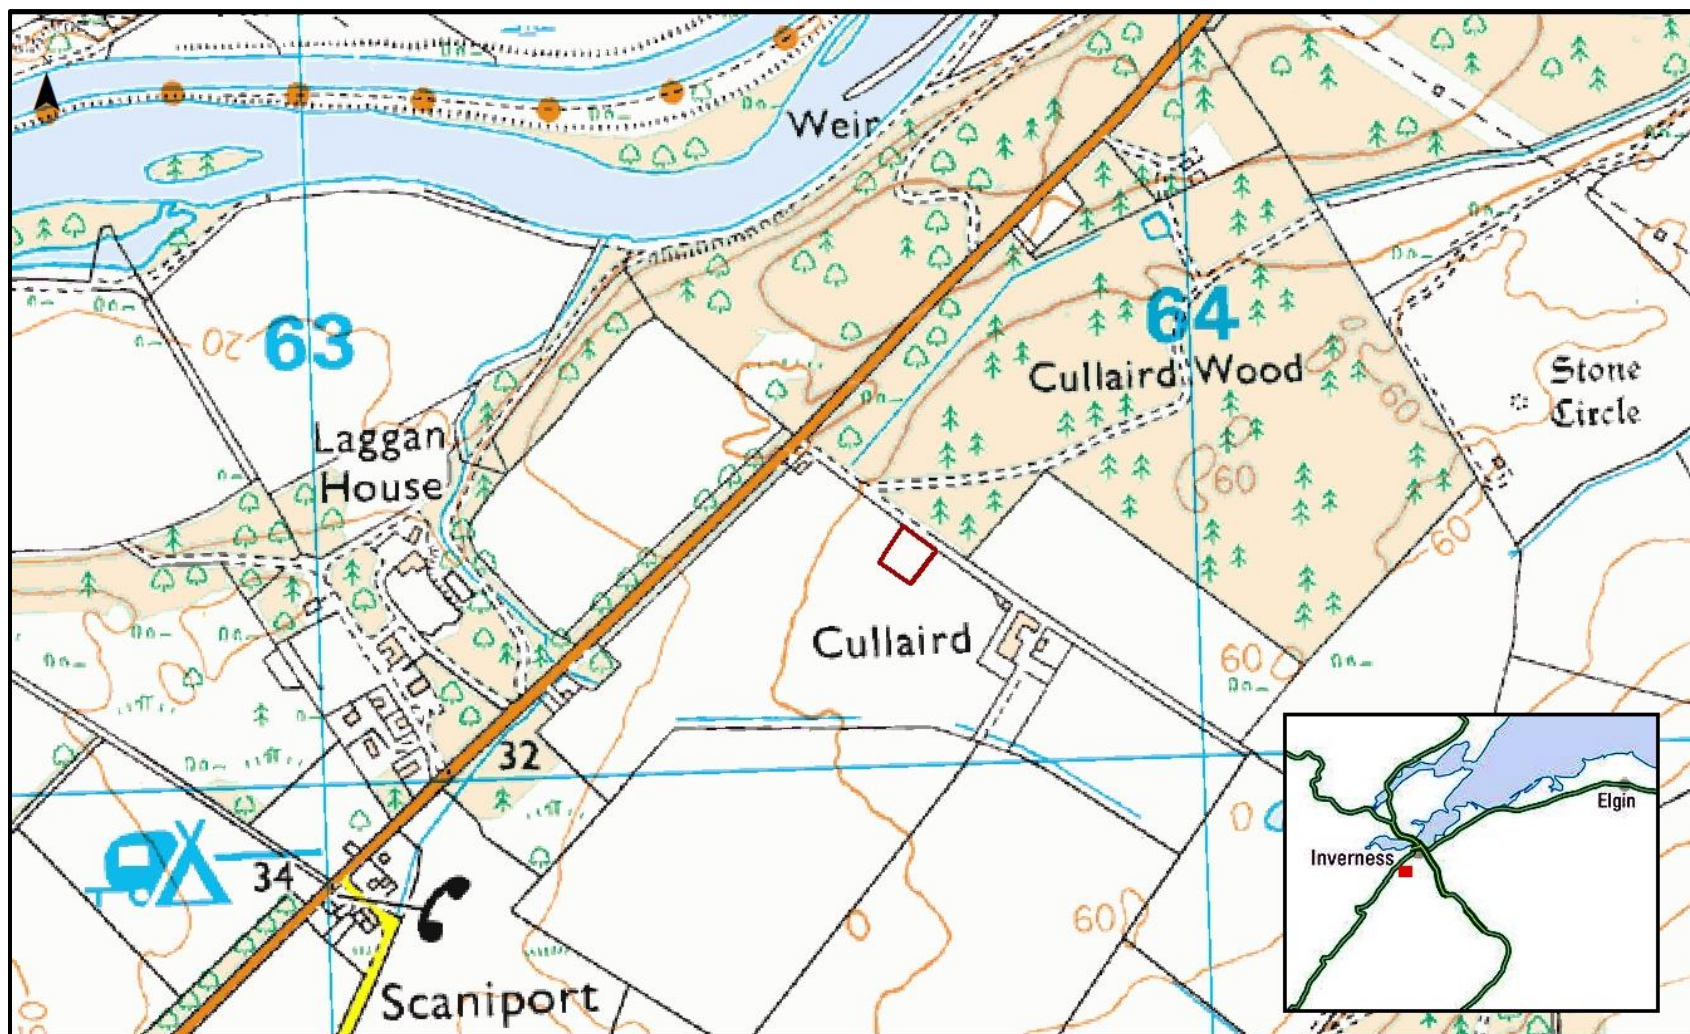 Weir
64
63
20
Cullaird Wood
Stone
Circle
60
Laggan
House
60
60
Cullaird
60
32
Elgin
Inverness
34
60
Scaniport